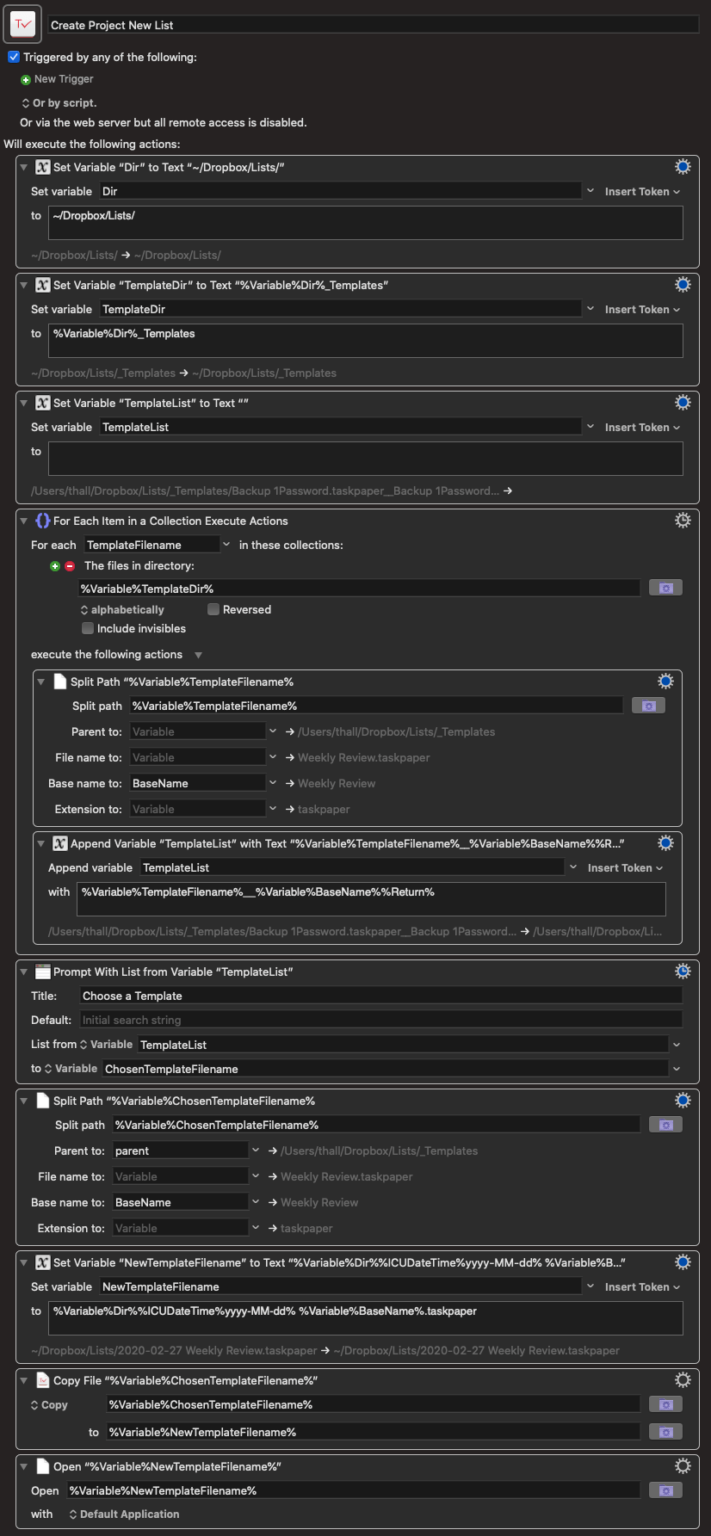 Create Project New List
Triggered by any of the following:
New Trigger
Or by script.
Or via the web server but all remote access is disabled.
Will execute the following actions:
Set Variable “Dir” to Text “~/Dropbox/Lists/”
Set variable Dir Insert Token
to ~/Dropbox/Lists/
~/Dropbox/Lists/ → ~/Dropbox/Lists/
Set Variable “TemplateDir” to Text “%Variable%Dir%_Templates”
Set variable TemplateDir Insert Token
to %Variable%Dir%_Templates
~/Dropbox/Lists/_Templates → ~/Dropbox/Lists/_Templates
Set Variable “TemplateList” to Text “”
Set variable TemplateList Insert Token
to
/Users/thall/Dropbox/Lists/_Templates/Backup 1Password.taskpaper__Backup 1Password... →
For Each Item in a Collection Execute Actions
For each TemplateFilename in these collections:
The files in directory:
%Variable%TemplateDir%
alphabetically Reversed
Include invisibles
execute the following actions
Split Path “%Variable%TemplateFilename%
Split path %Variable%TemplateFilename%
Parent to: Variable → /Users/thall/Dropbox/Lists/_Templates
File name to: Variable → Weekly Review.taskpaper
Base name to: BaseName → Weekly Review
Extension to: Variable → taskpaper
Append Variable “TemplateList” with Text “%Variable%TemplateFilename%__%Variable%BaseName%%R...”
Append variable TemplateList Insert Token
with %Variable%TemplateFilename%__%Variable%BaseName%%Return%
/Users/thall/Dropbox/Lists/_Templates/Backup 1Password.taskpaper__Backup 1Password... → /Users/thall/Dropbox/Li...
Prompt With List from Variable “TemplateList”
Title: Choose a Template
Default: Initial search string
List from Variable TemplateList
to Variable ChosenTemplateFilename
Split Path “%Variable%ChosenTemplateFilename%
Split path %Variable%ChosenTemplateFilename%
Parent to: parent → /Users/thall/Dropbox/Lists/_Templates
File name to: Variable → Weekly Review.taskpaper
Base name to: BaseName → Weekly Review
Extension to: Variable → taskpaper
Set Variable “NewTemplateFilename” to Text “%Variable%Dir%%ICUDateTime%yyyy-MM-dd% %Variable%B...”
Set variable NewTemplateFilename Insert Token
to %Variable%Dir%%ICUDateTime%yyyy-MM-dd% %Variable%BaseName%.taskpaper
~/Dropbox/Lists/2020-02-27 Weekly Review.taskpaper → ~/Dropbox/Lists/2020-02-27 Weekly Review.taskpaper
Copy File “%Variable%ChosenTemplateFilename%”
Copy %Variable%ChosenTemplateFilename%
to %Variable%NewTemplateFilename%
Open “%Variable%NewTemplateFilename%”
Open %Variable%NewTemplateFilename%
with Default Application